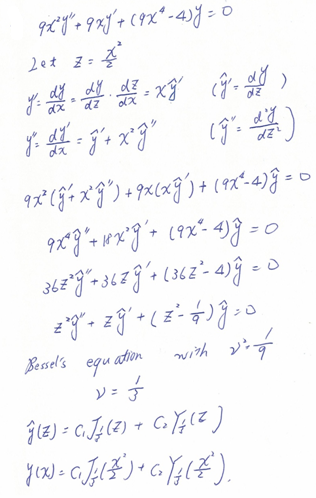 9x²y'' + 9xy' + (9x⁴-4)y = 0
Let z = x²/2
y' = dy/dx = dy/dz · dz/dx = xŷ' (ŷ' = dy/dz)
y'' = dy'/dx = ŷ' + x²ŷ'' (ŷ'' = d²y/dz²)
9x²(ŷ' + x²ŷ'') + 9x(xŷ') + (9x⁴-4)ŷ = 0
9x⁴ŷ'' + 18x²ŷ' + (9x⁴-4)ŷ = 0
36z²ŷ'' + 36zŷ' + (36z²-4)ŷ = 0
z²ŷ'' + zŷ' + (z² - 1/9)ŷ = 0
Bessel's equation with ν² = 1/9
ν = 1/3
ŷ(z) = C₁J_{1/3}(z) + C₂Y_{1/3}(z)
y(x) = C₁J_{1/3}(x²/2) + C₂Y_{1/3}(x²/2).